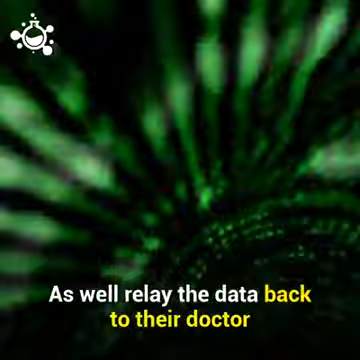 As well relay the data back
to their doctor